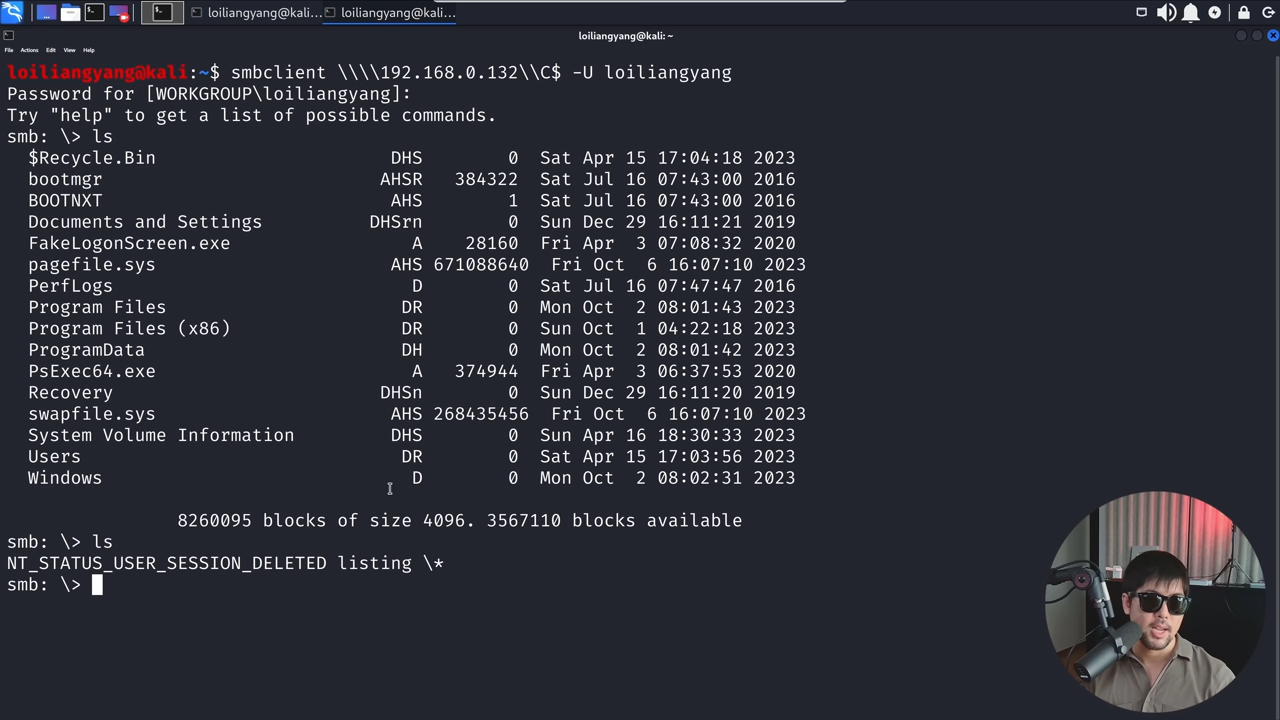 loiliangyang@kali:...
loiliangyang@kali:...
loiliangyang@kali: ~
File Actions Edit View Help
loiliangyang@kali:~$ smbclient \\\\192.168.0.132\\C$ -U loiliangyang
Password for [WORKGROUP\loiliangyang]:
Try "help" to get a list of possible commands.
smb: \> ls
$Recycle.Bin DHS 0 Sat Apr 15 17:04:18 2023
bootmgr AHSR 384322 Sat Jul 16 07:43:00 2016
BOOTNXT AHS 1 Sat Jul 16 07:43:00 2016
Documents and Settings DHSrn 0 Sun Dec 29 16:11:21 2019
FakeLogonScreen.exe A 28160 Fri Apr 3 07:08:32 2020
pagefile.sys AHS 671088640 Fri Oct 6 16:07:10 2023
PerfLogs D 0 Sat Jul 16 07:47:47 2016
Program Files DR 0 Mon Oct 2 08:01:43 2023
Program Files (x86) DR 0 Sun Oct 1 04:22:18 2023
ProgramData DH 0 Mon Oct 2 08:01:42 2023
PsExec64.exe A 374944 Fri Apr 3 06:37:53 2020
Recovery DHSn 0 Sun Dec 29 16:11:20 2019
swapfile.sys AHS 268435456 Fri Oct 6 16:07:10 2023
System Volume Information DHS 0 Sun Apr 16 18:30:33 2023
Users DR 0 Sat Apr 15 17:03:56 2023
Windows D 0 Mon Oct 2 08:02:31 2023
8260095 blocks of size 4096. 3567110 blocks available
smb: \> ls
NT_STATUS_USER_SESSION_DELETED listing \*
smb: \>